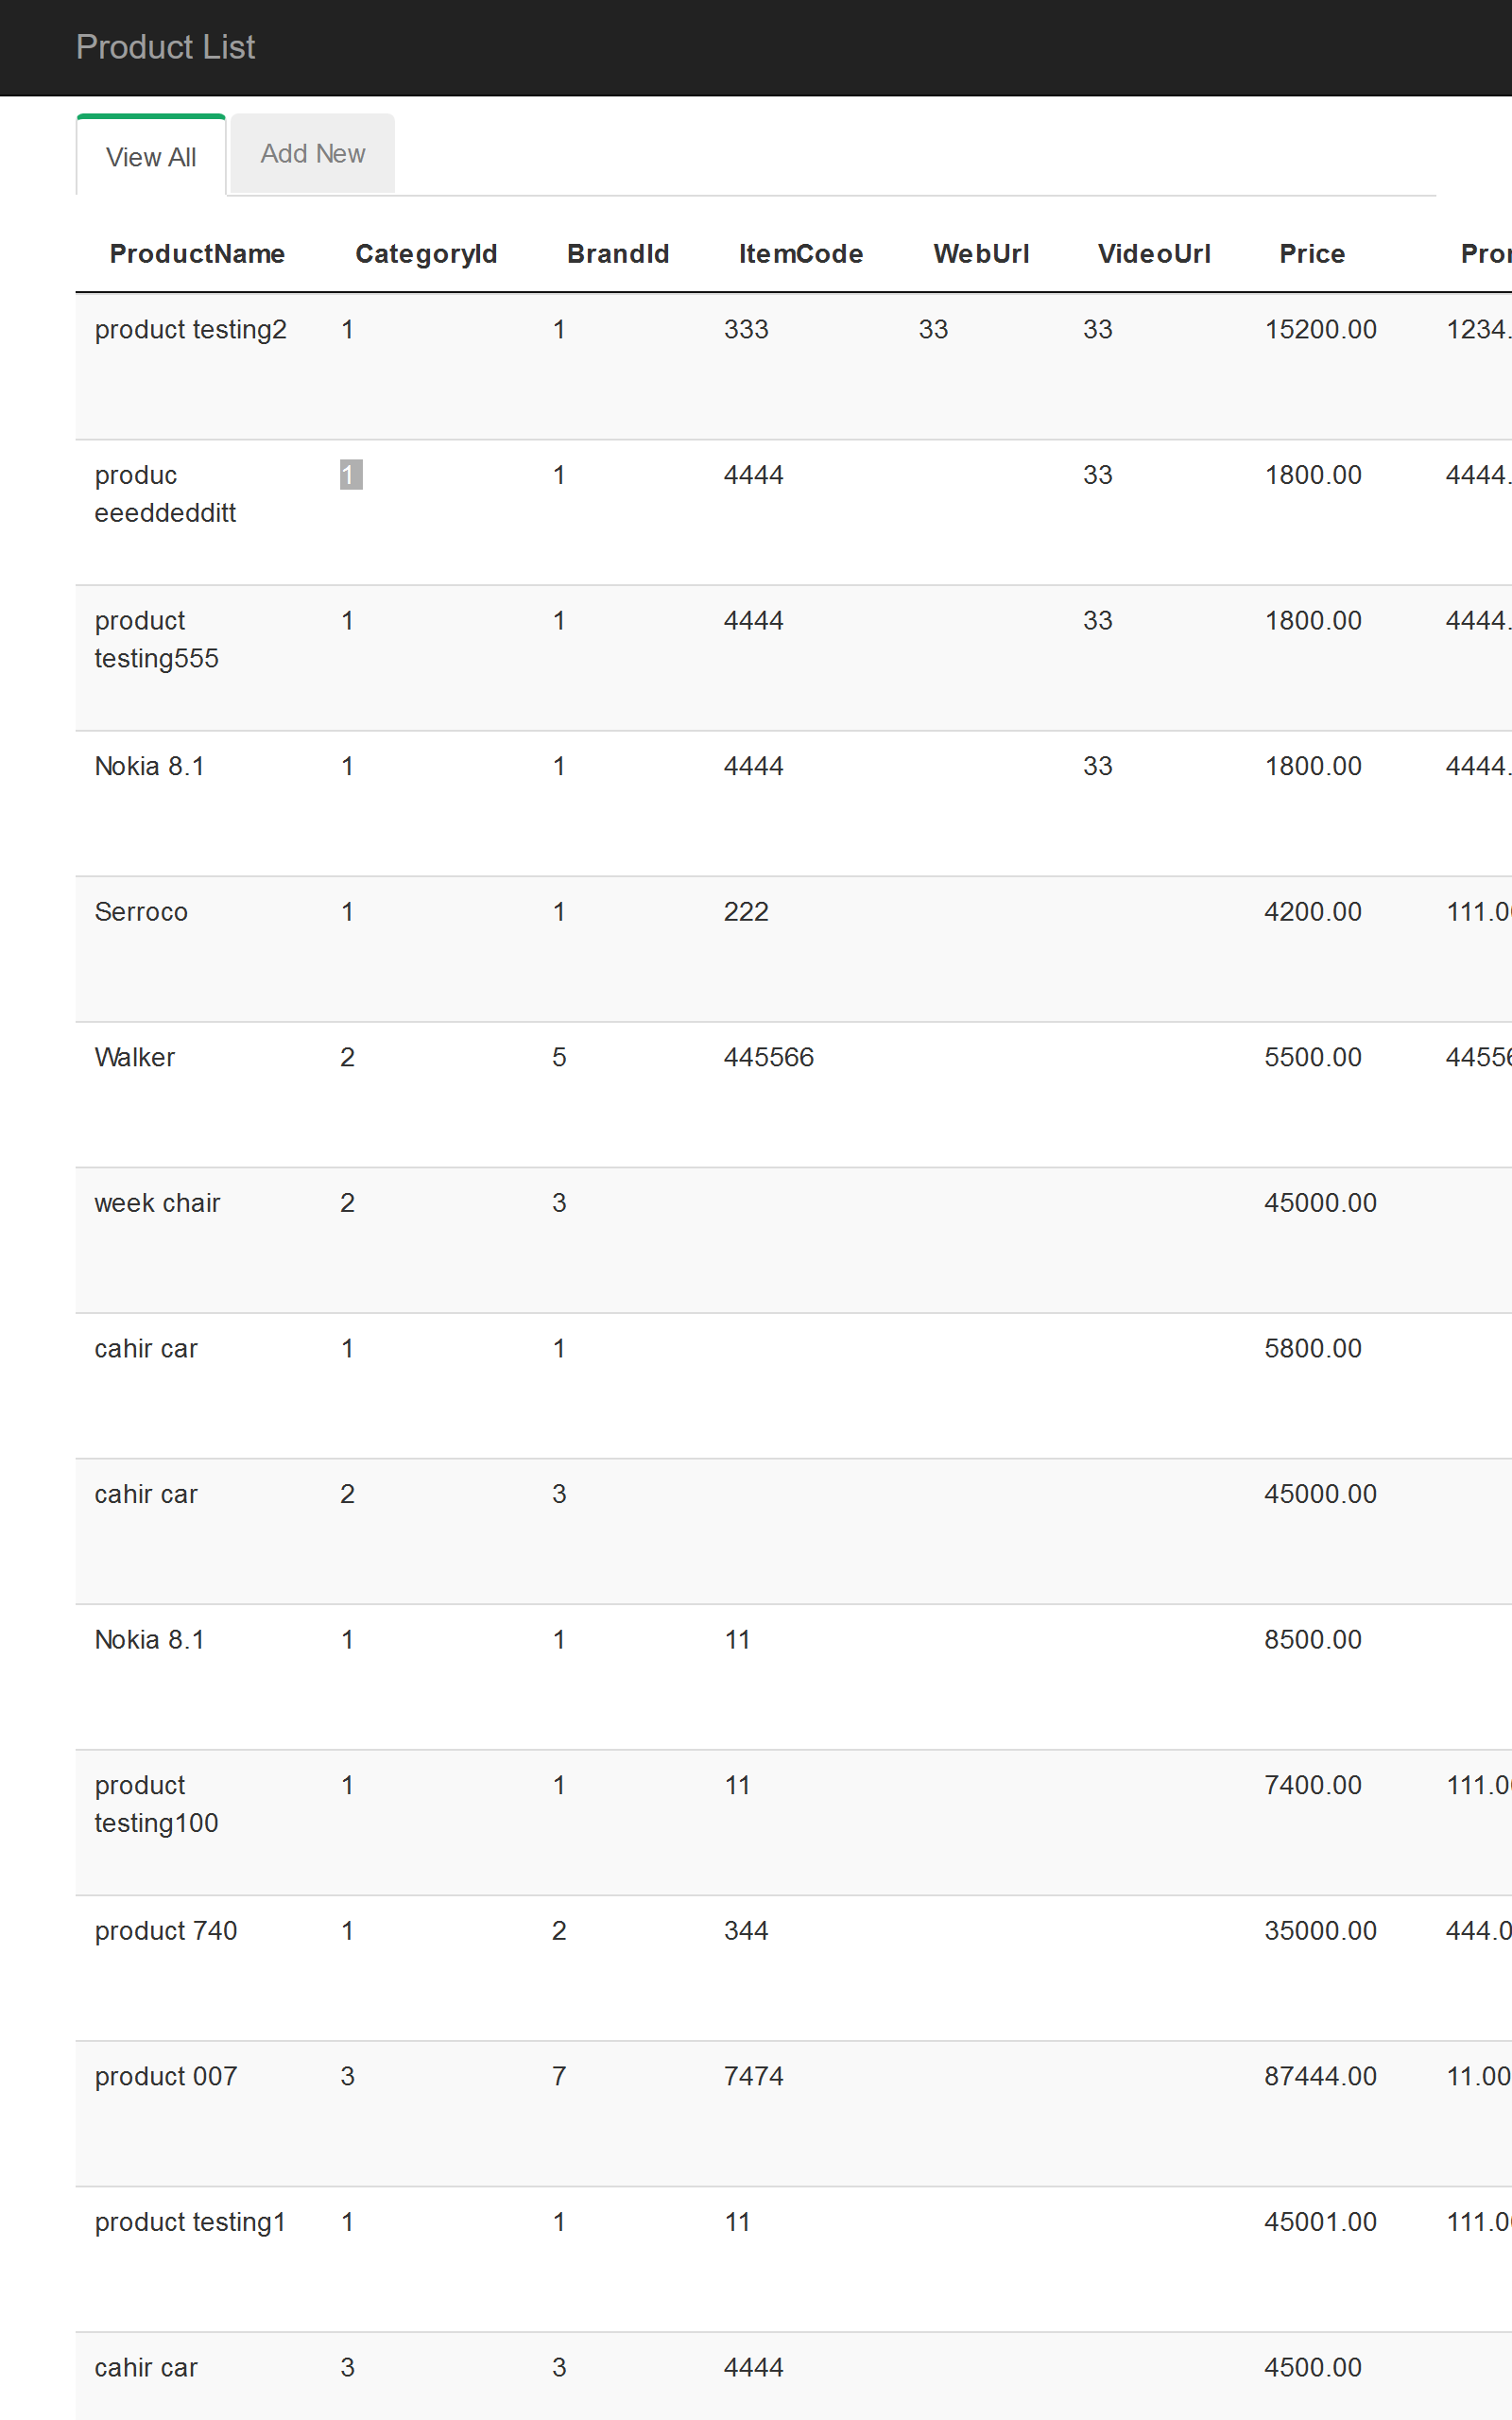 Product List
View All Add New
ProductName CategoryId BrandId ItemCode WebUrl VideoUrl Price
product testing2 1 1 333 33 33 15200.00 1234.
produc 1 1 4444 33 1800.00 4444.
eeeddedditt
product 1 1 4444 33 1800.00 4444.
testing555
Nokia 8.1 1 1 4444 33 1800.00 4444.
Serroco 1 1 222 4200.00 111.0
Walker 2 5 445566 5500.00 44556
week chair 2 3 45000.00
cahir car 1 1 5800.00
cahir car 2 3 45000.00
Nokia 8.1 1 1 11 8500.00
product 1 1 11 7400.00 111.0
testing100
product 740 1 2 344 35000.00 444.0
product 007 3 7 7474 87444.00 11.00
product testing1 1 1 11 45001.00 111.0
cahir car 3 3 4444 4500.00